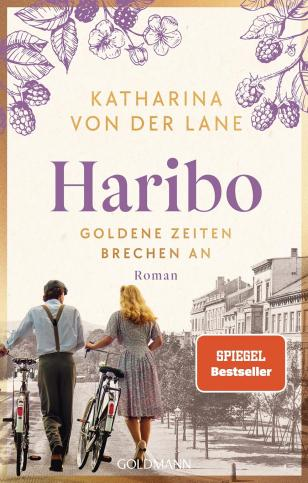 KATHARINA
VON DER LANE
Haribo
GOLDENE ZEITEN
BRECHEN AN
Roman
SPIEGEL
Bestseller
GOLDMANN